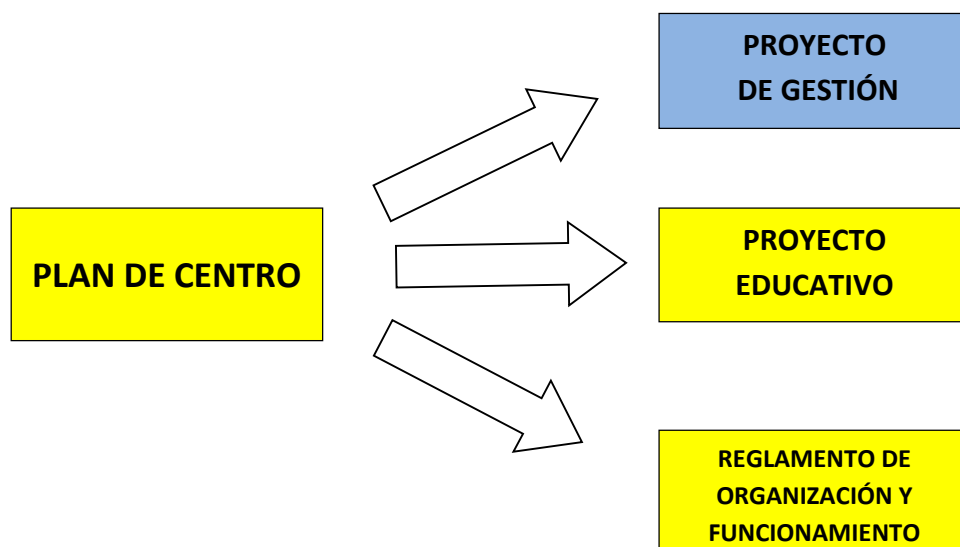 PROYECTO
DE GESTIÓN
PLAN DE CENTRO
PROYECTO
EDUCATIVO
REGLAMENTO DE
ORGANIZACIÓN Y
FUNCIONAMIENTO